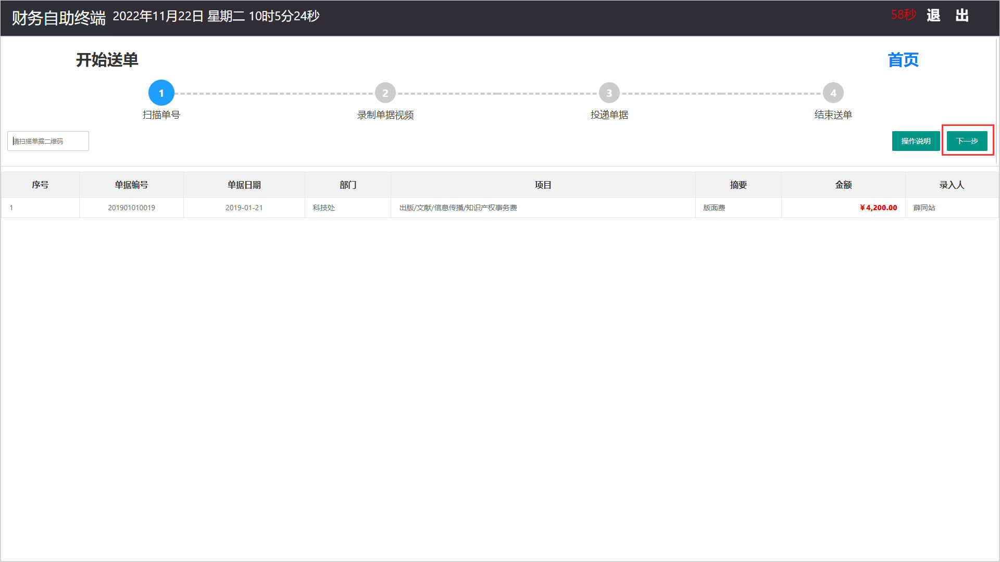 财务自助终端 2022年11月22日 星期二 10时5分24秒 58秒 退 出
开始送单 首页
1 2 3 4
扫描单号 录制单据视频 投递单据 结束送单
请扫描单据二维码 操作说明 下一步
序号 单据编号 单据日期 部门 项目 摘要 金额 录入人
1 201901010019 2019-01-21 科技处 出版/文献/信息传播/知识产权事务费 版面费 ¥4,200.00 薛同站